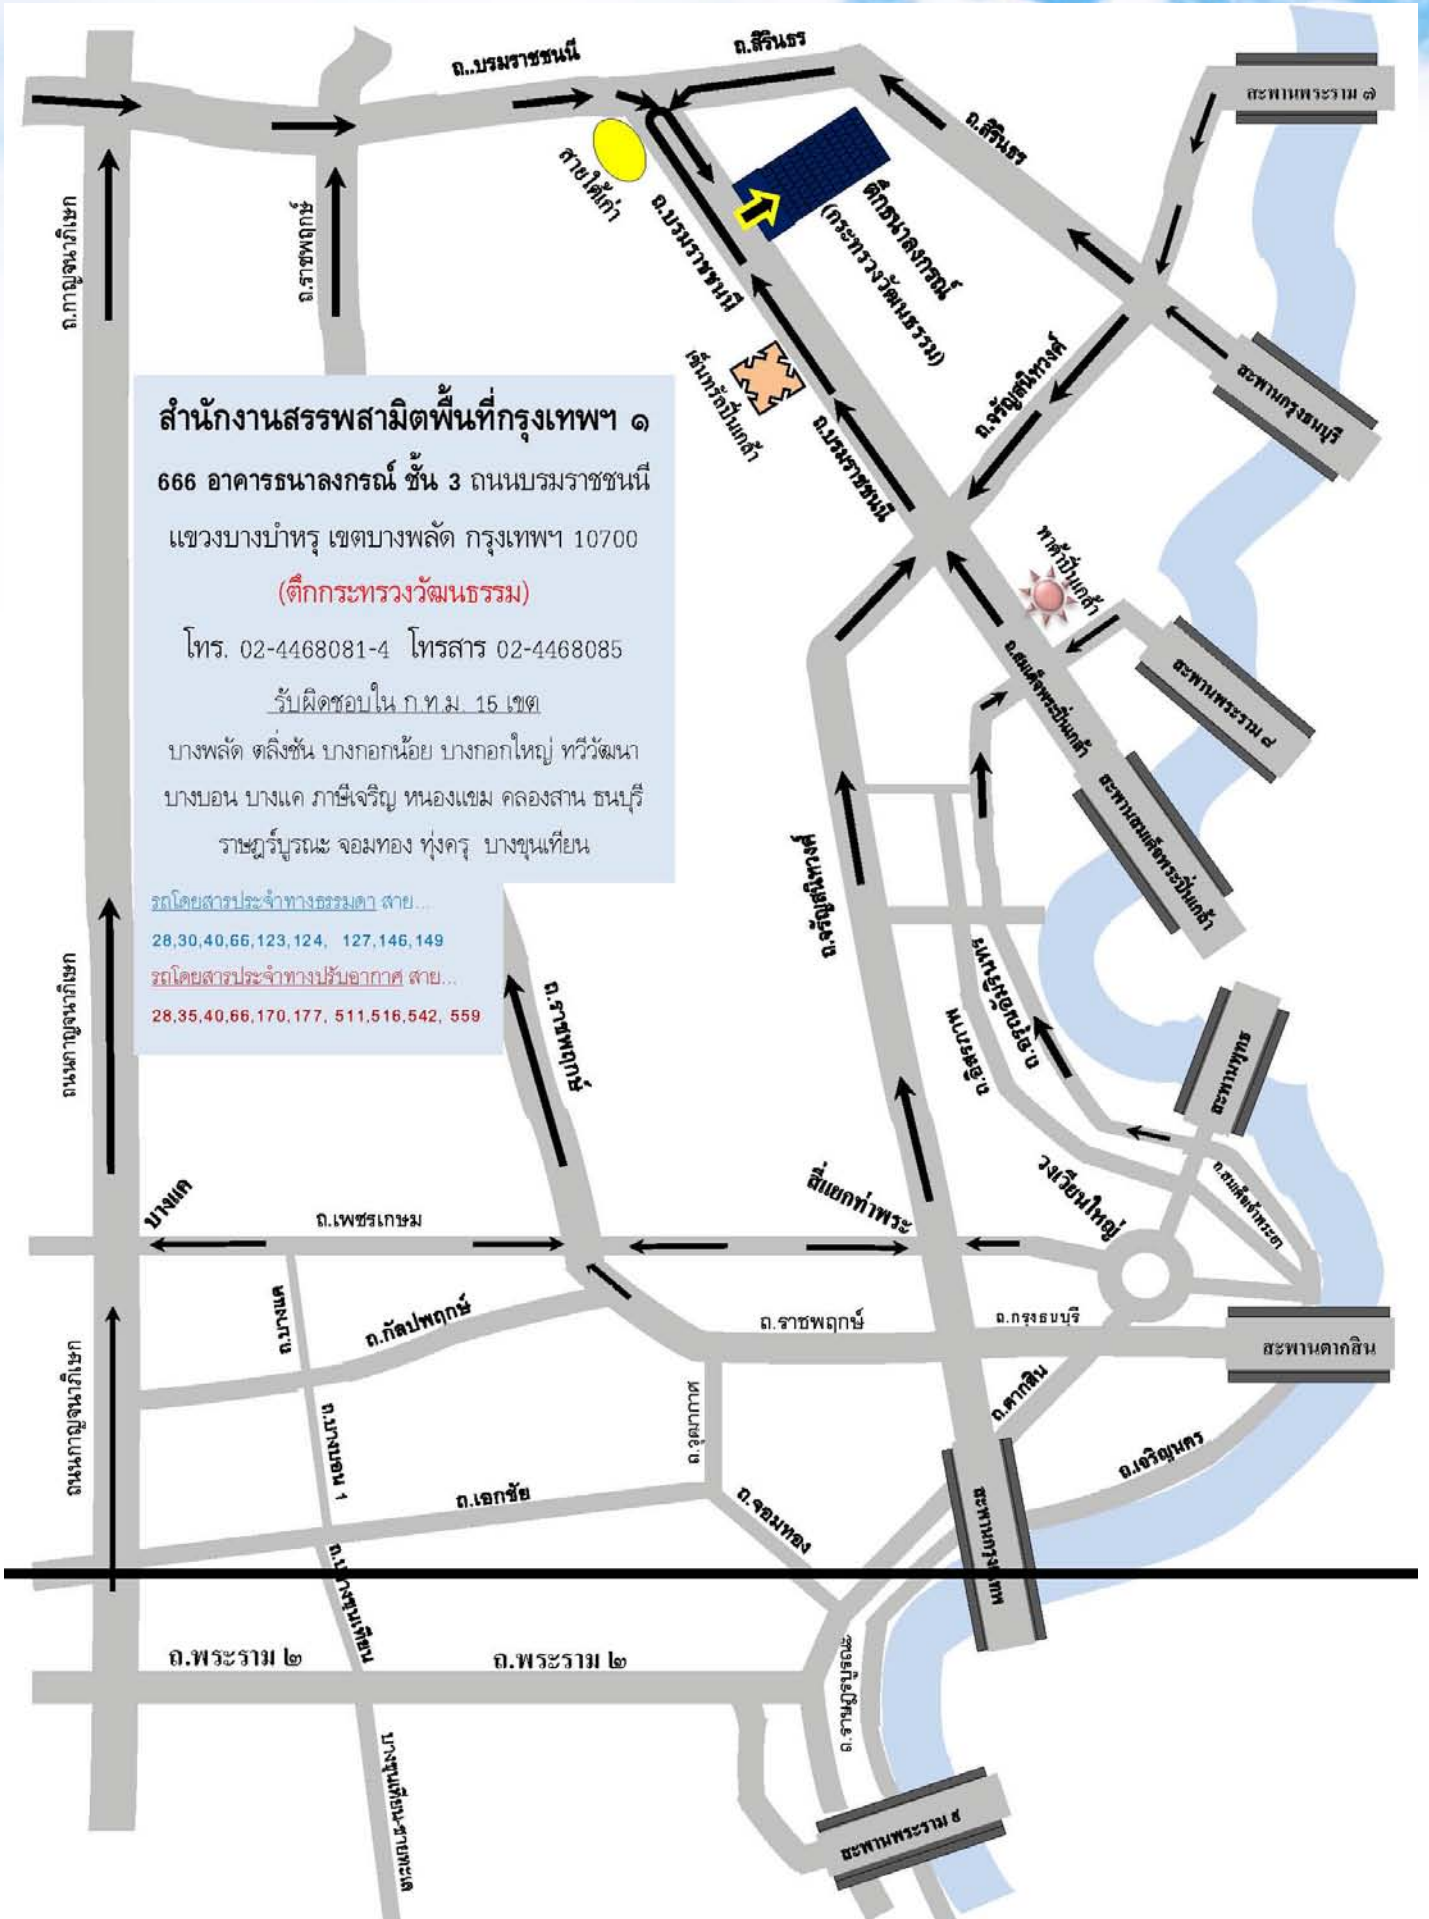 ถ..บรมราชชนนี
ถ.สิรินธร
สะพานพระราม ๗
ถ.สิรินธร
สายใต้เก่า
ถ.บรมราชชนนี
ตึกธนาลงกรณ์
(กระทรวงวัฒนธรรม)
ถ.กาญจนาภิเษก
ถ.ราชพฤกษ์
เซ็นทรัลปิ่นเกล้า
ถ.จรัญสนิทวงศ์
สะพานกรุงธนบุรี
ถ.บรมราชชนนี
สำนักงานสรรพสามิตพื้นที่กรุงเทพฯ ๑
666 อาคารธนาลงกรณ์ ชั้น 3 ถนนบรมราชชนนี
แขวงบางบำหรุ เขตบางพลัด กรุงเทพฯ 10700
(ตึกกระทรวงวัฒนธรรม)
โทร. 02-4468081-4 โทรสาร 02-4468085
รับผิดชอบใน ก.ท.ม. 15 เขต
บางพลัด ตลิ่งชัน บางกอกน้อย บางกอกใหญ่ ทวีวัฒนา
บางบอน บางแค ภาษีเจริญ หนองแขม คลองสาน ธนบุรี
ราษฎร์บูรณะ จอมทอง ทุ่งครุ บางขุนเทียน
รถโดยสารประจำทางธรรมดา สาย...
28,30,40,66,123,124, 127,146,149
รถโดยสารประจำทางปรับอากาศ สาย...
28,35,40,66,170,177, 511,516,542, 559
พาต้าปิ่นเกล้า
ถ.สมเด็จพระปิ่นเกล้า
สะพานพระราม ๘
สะพานสมเด็จพระปิ่นเกล้า
ถ.จรัญสนิทวงศ์
ถ.อรุณอัมรินทร์
ถ.อิสรภาพ
ถนนกาญจนาภิเษก
ถ.ราชพฤกษ์
สะพานพุทธ
บางแค
ถ.เพชรเกษม
สี่แยกท่าพระ
วงเวียนใหญ่
ถ.สมเด็จเจ้าพระยา
ถ.บางแค
ถ.กัลปพฤกษ์
ถ.ราชพฤกษ์
ถ.กรุงธนบุรี
สะพานตากสิน
ถนนกาญจนาภิเษก
ถ.บางบอน 1
ถ.วุฒากาศ
ถ.ตากสิน
ถ.เจริญนคร
ถ.เอกชัย
ถ.จอมทอง
สะพานกรุงเทพ
ถ.บางขุนเทียน
ถ.พระราม ๒
ถ.พระราม ๒
ถ.ราษฎร์บูรณะ
บางขุนเทียน-ชายทะเล
สะพานพระราม ๙